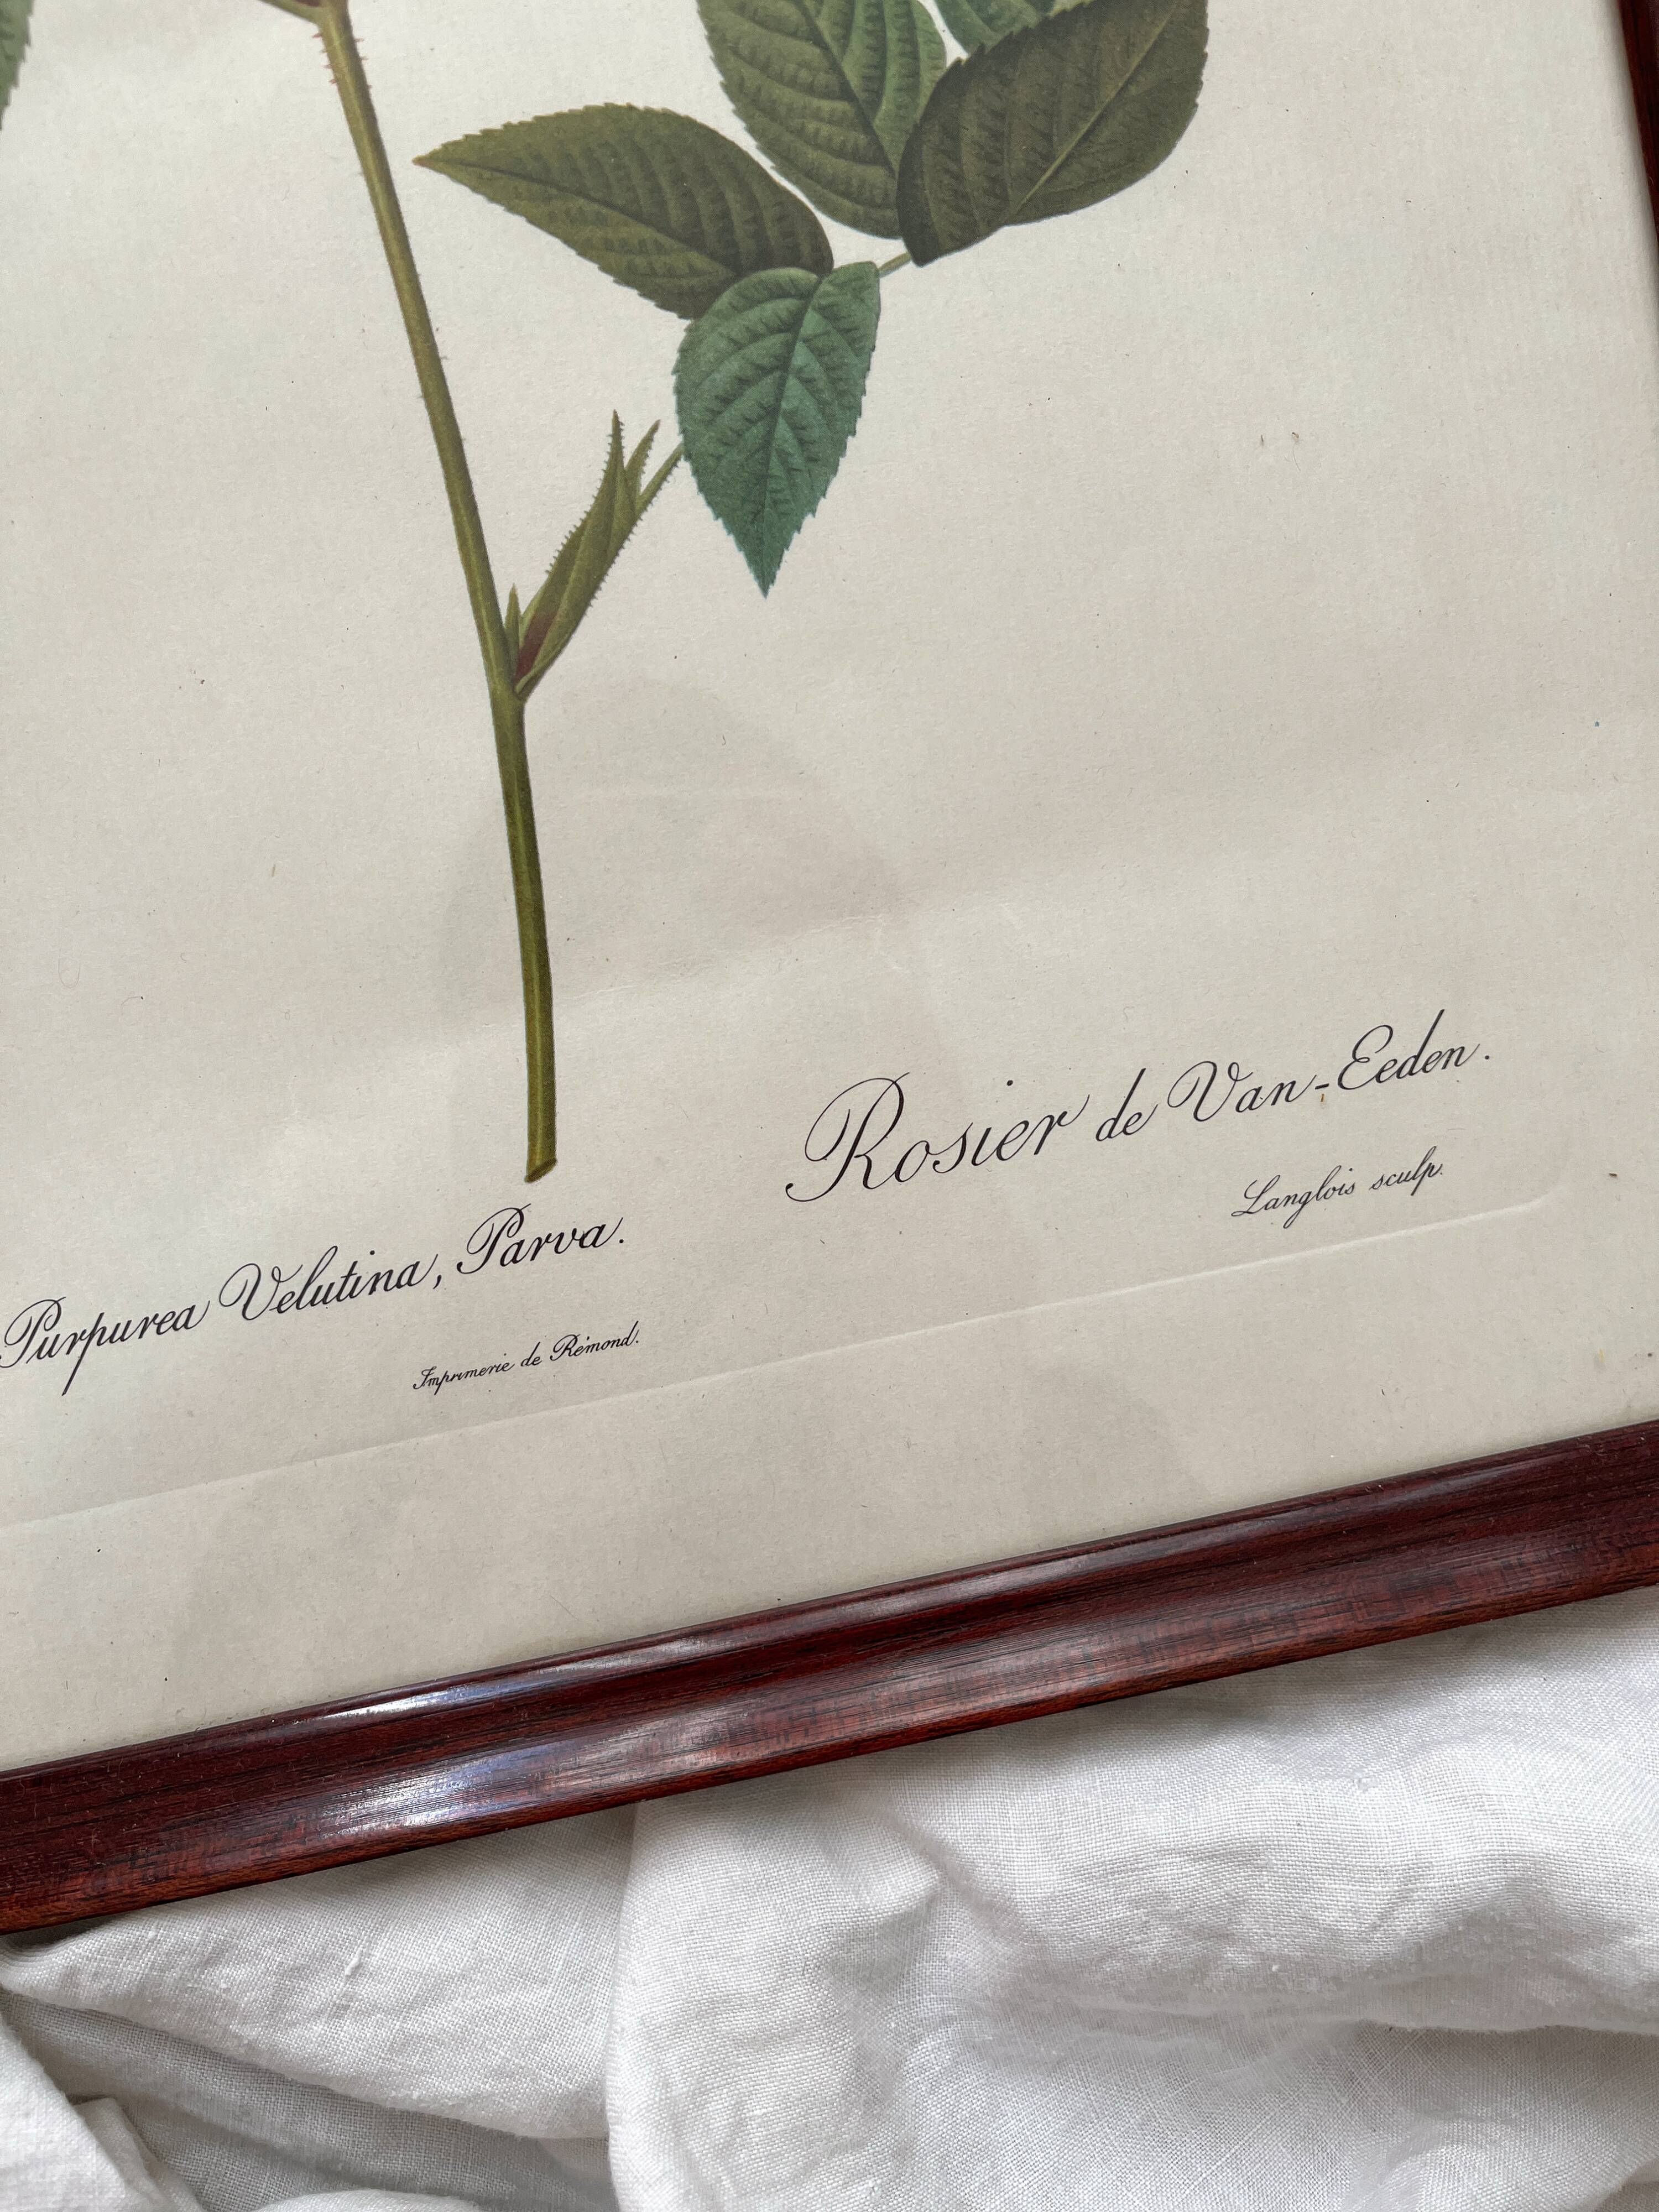 Purpurea Velutina, Parva.
Rosier de Van-Eeden.
Imprimerie de Rémond.
Langlois sculp.